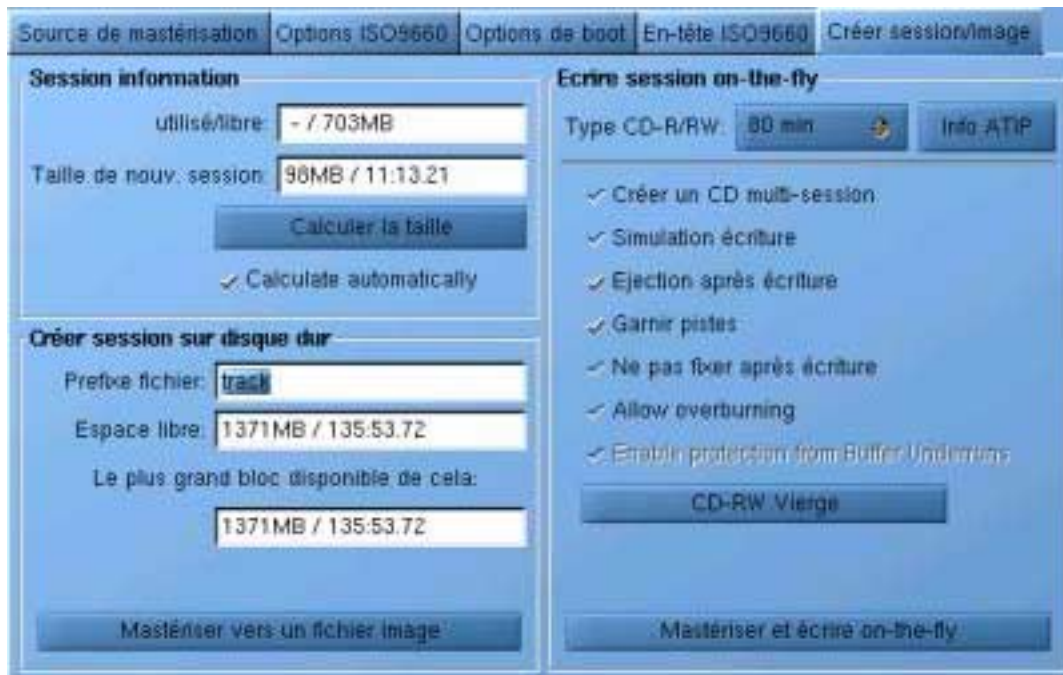 Source de mastérisation
Options ISO9660
Options de boot
En-tête ISO9660
Créer session/image
Session information
utilisé/libre: - / 703MB
Taille de nouv. session: 98MB / 11:13.21
Calculer la taille
Calculate automatically
Créer session sur disque dur
Prefixe fichier: track
Espace libre: 1371MB / 135:53.72
Le plus grand bloc disponible de cela:
1371MB / 135:53.72
Mastériser vers un fichier image
Ecrire session on-the-fly
Type CD-R/RW: 80 min
Info ATIP
Créer un CD multi-session
Simulation écriture
Ejection après écriture
Garnir pistes
Ne pas fixer après écriture
Allow overburning
Enable protection from Buffer Underruns
CD-RW Vierge
Mastériser et écrire on-the-fly